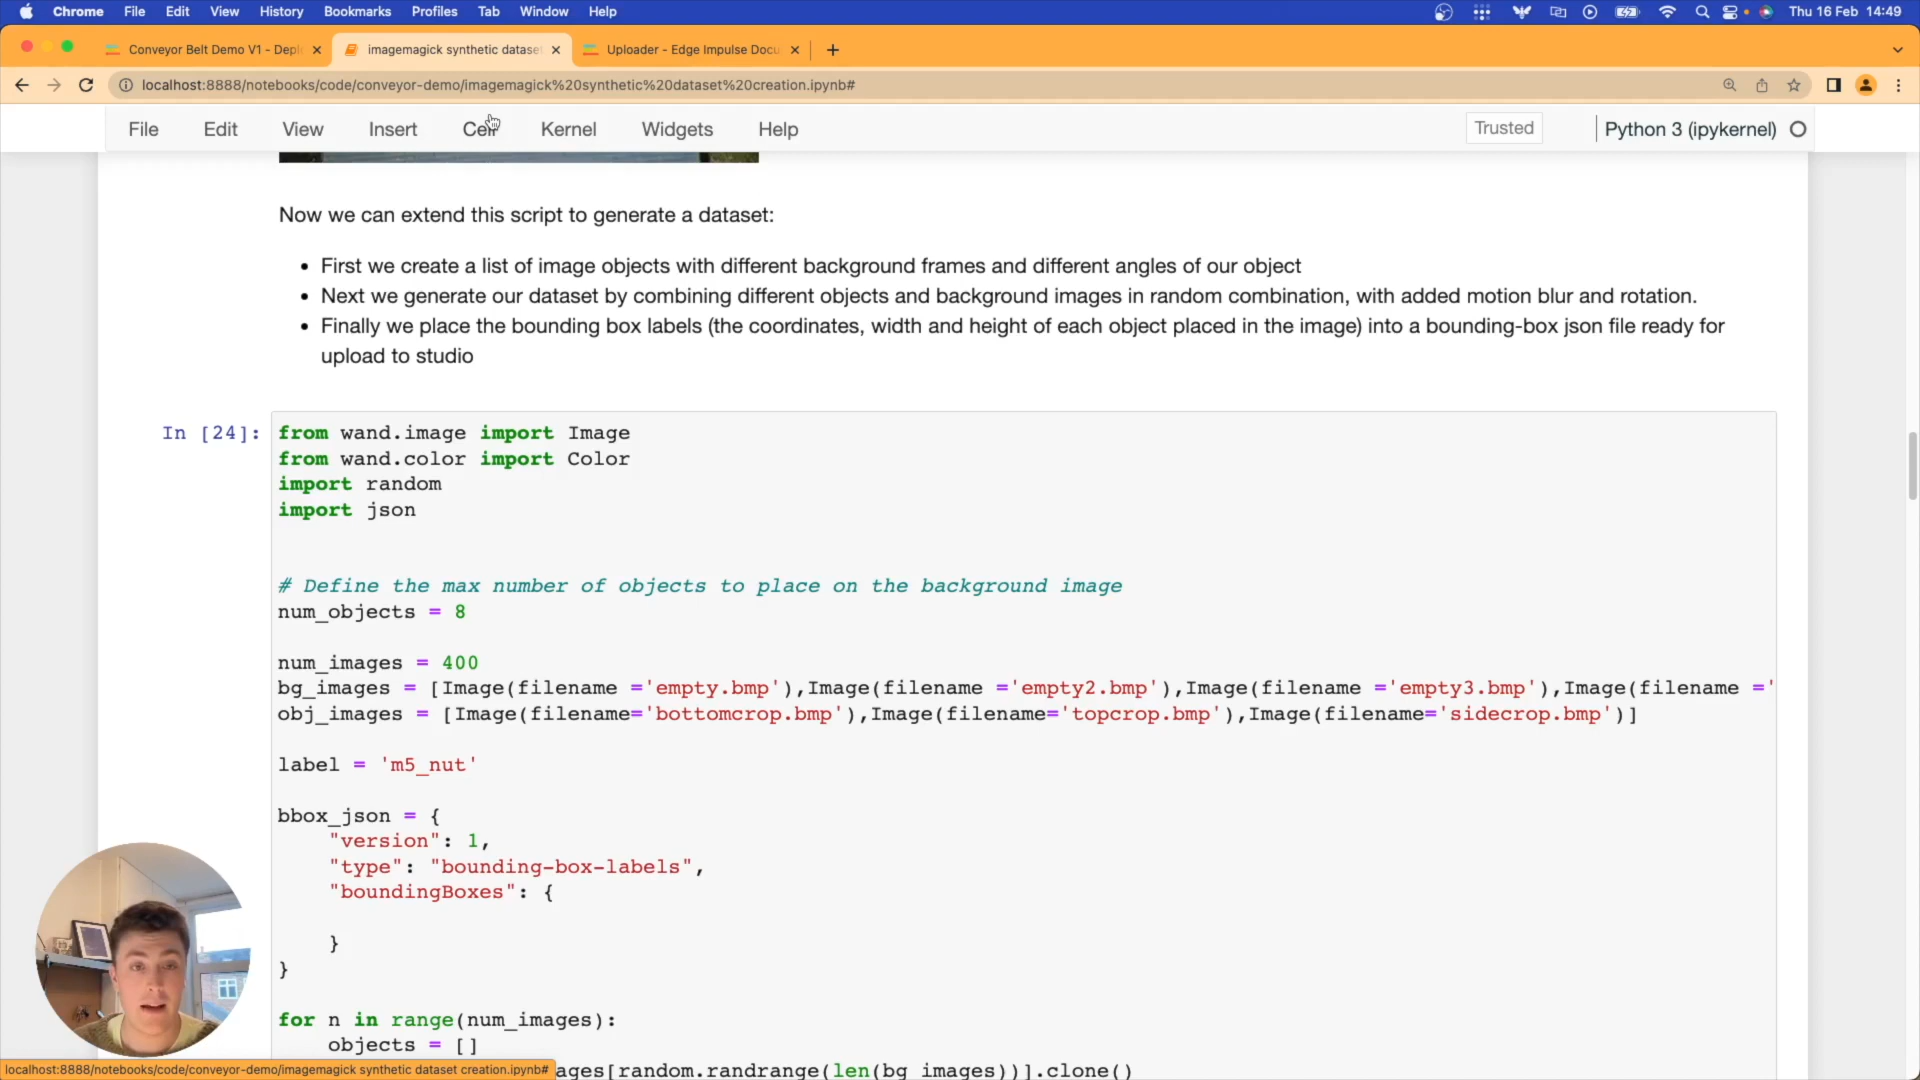 Chrome File Edit View History Bookmarks Profiles Tab Window Help Thu 16 Feb 14:49
Conveyor Belt Demo V1 - Depl imagemagick synthetic dataset Uploader - Edge Impulse Docu
localhost:8888/notebooks/code/conveyor-demo/imagemagick%20synthetic%20dataset%20creation.ipynb#
File Edit View Insert Cell Kernel Widgets Help Trusted Python 3 (ipykernel)
Now we can extend this script to generate a dataset:
• First we create a list of image objects with different background frames and different angles of our object
• Next we generate our dataset by combining different objects and background images in random combination, with added motion blur and rotation.
• Finally we place the bounding box labels (the coordinates, width and height of each object placed in the image) into a bounding-box json file ready for
upload to studio
In [24]: from wand.image import Image
from wand.color import Color
import random
import json
# Define the max number of objects to place on the background image
num_objects = 8
num_images = 400
bg_images = [Image(filename ='empty.bmp'),Image(filename ='empty2.bmp'),Image(filename ='empty3.bmp'),Image(filename ='
obj_images = [Image(filename='bottomcrop.bmp'),Image(filename='topcrop.bmp'),Image(filename='sidecrop.bmp')]
label = 'm5_nut'
bbox_json = {
"version": 1,
"type": "bounding-box-labels",
"boundingBoxes": {
}
}
for n in range(num_images):
objects = []
ages[random.randrange(len(bg_images))].clone()
localhost:8888/notebooks/code/conveyor-demo/imagemagick synthetic dataset creation.ipynb#